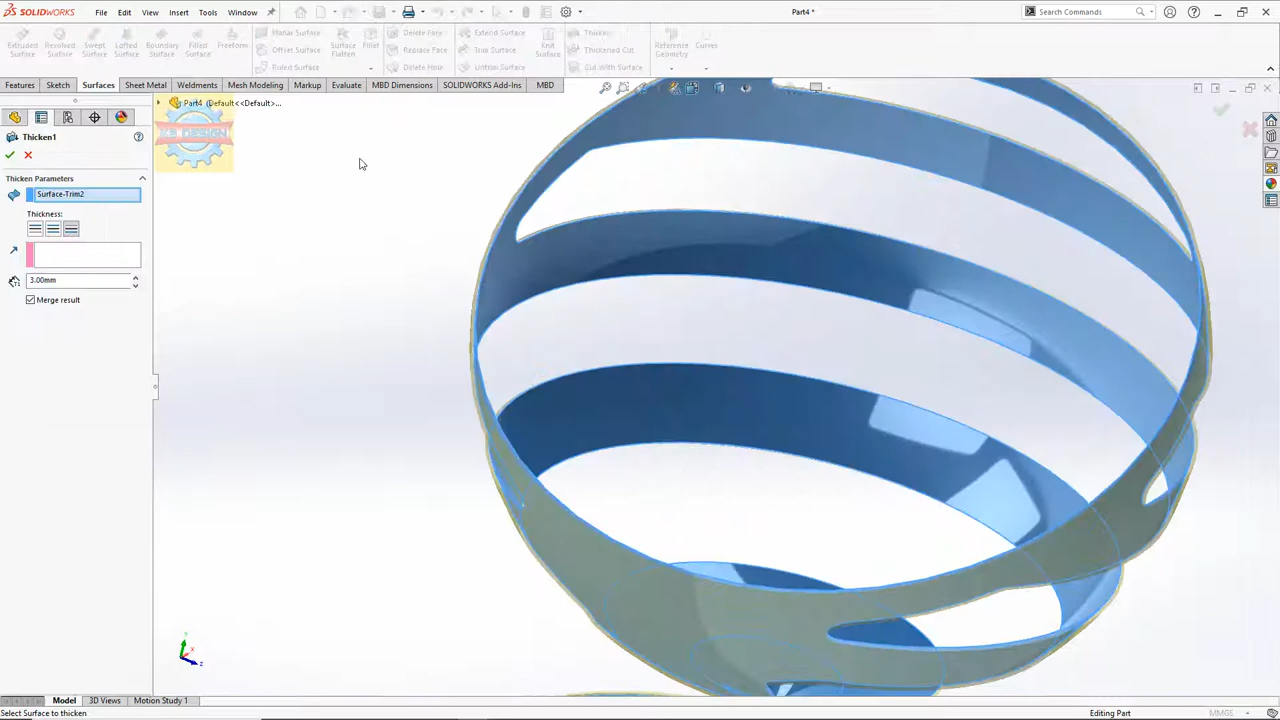 SOLIDWORKS File Edit View Insert Tools Window Part4 * Search Commands
Extruded Surface Revolved Surface Swept Surface Lofted Surface Boundary Surface Filled Surface Freeform Planar Surface Offset Surface Ruled Surface Surface Flatten Fillet Delete Face Replace Face Delete Hole Extend Surface Trim Surface Untrim Surface Knit Surface Thicken Thickened Cut Cut With Surface Reference Geometry Curves
Features Sketch Surfaces Sheet Metal Weldments Mesh Modeling Markup Evaluate MBD Dimensions SOLIDWORKS Add-Ins MBD
Part4 (Default<<Default>...
DESIGN
Thicken1
Thicken Parameters
Surface-Trim2
Thickness:
3.00mm
Merge result
Y
X
Z
Model 3D Views Motion Study 1
Select Surface to thicken Editing Part MMGS